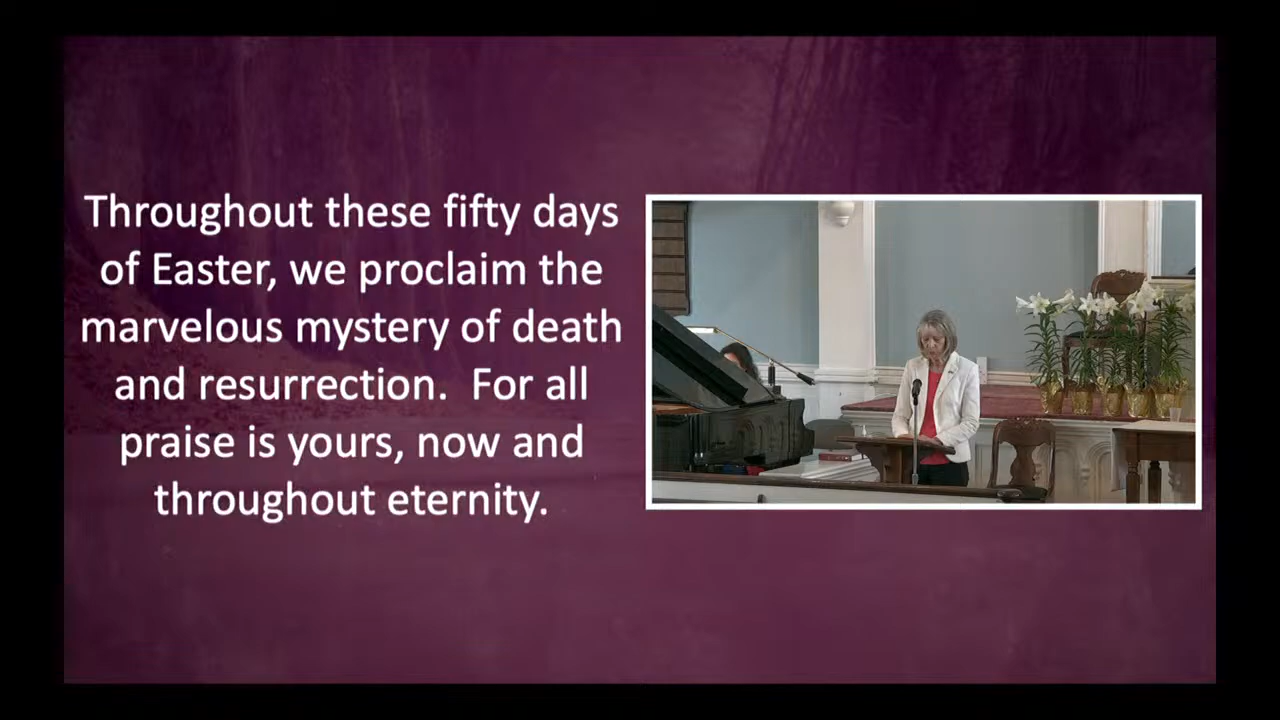 Throughout these fifty days
of Easter, we proclaim the
marvelous mystery of death
and resurrection.  For all
praise is yours, now and
throughout eternity.